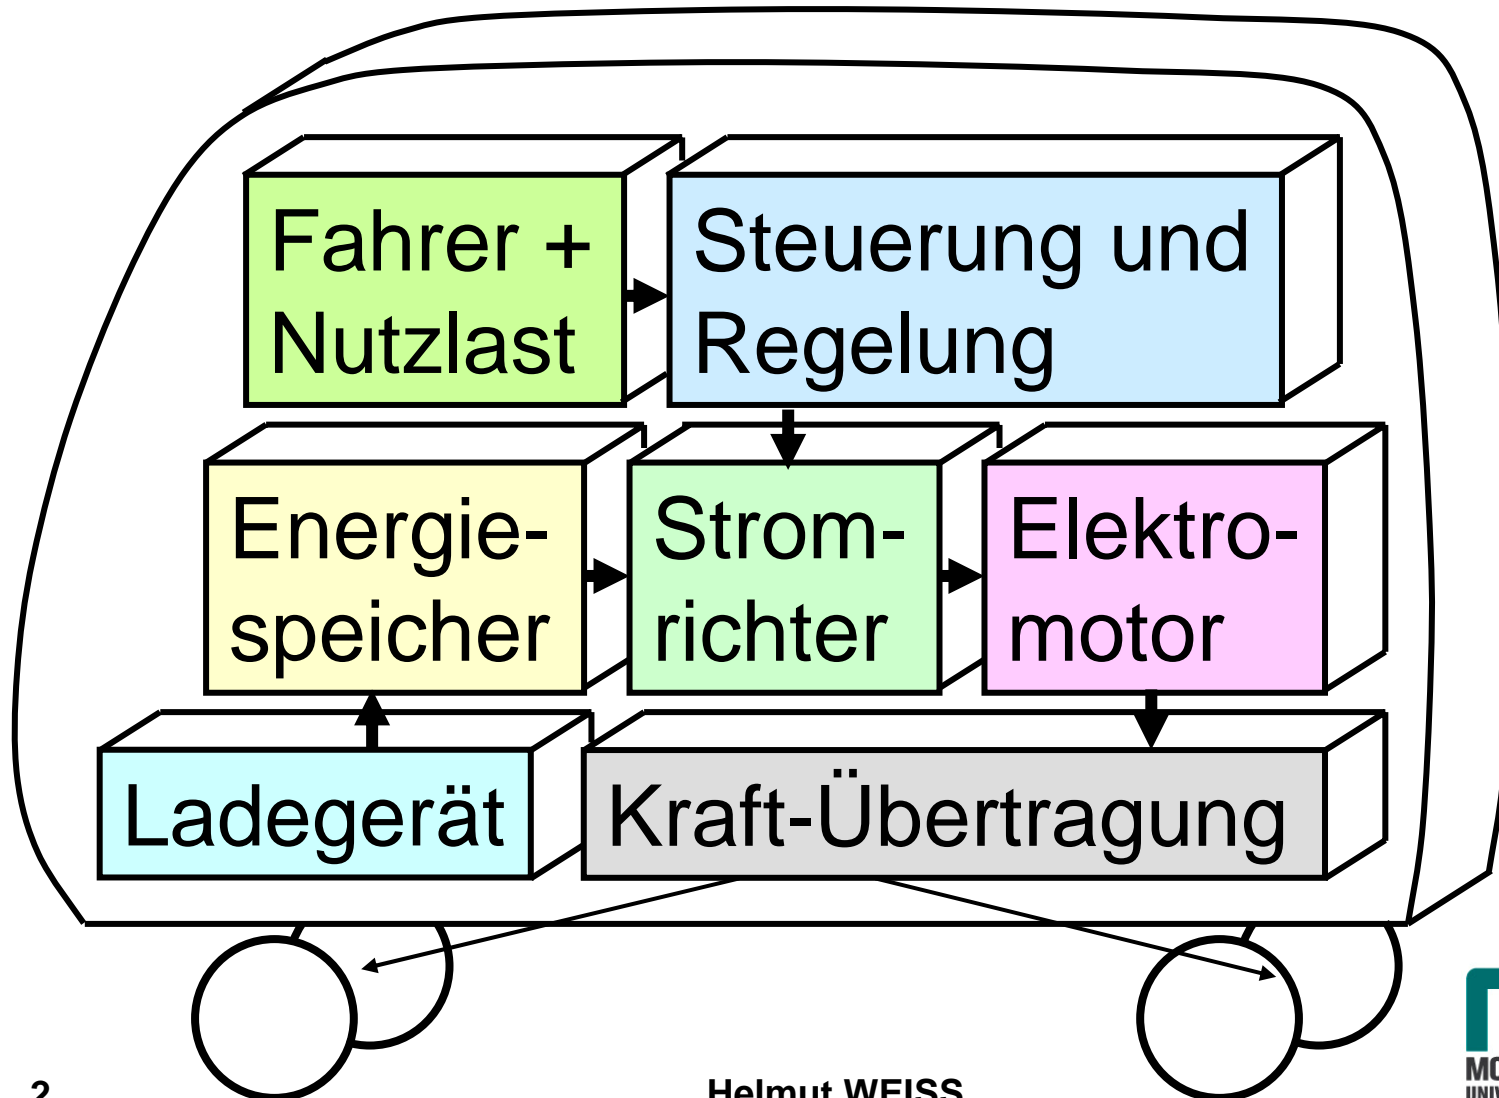 Fahrer +
Nutzlast
Steuerung und
Regelung
Energie-
speicher
Strom-
richter
Elektro-
motor
Ladegerät
Kraft-Übertragung
2
Helmut WEISS